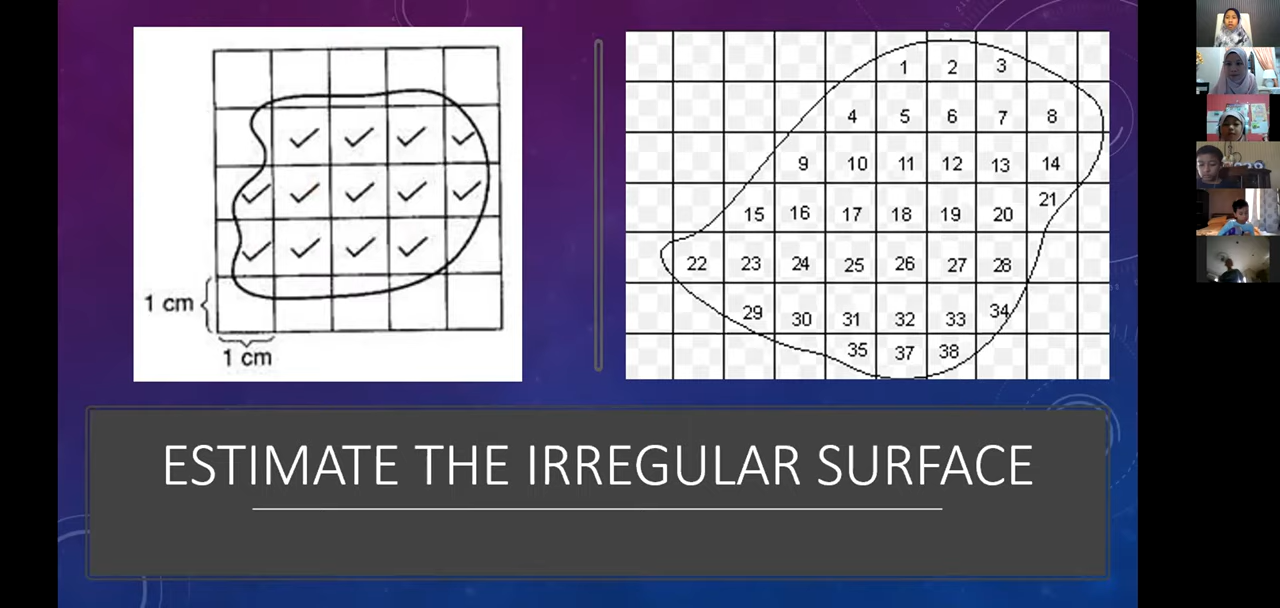 1 cm
1 cm
1 2 3
4 5 6 7 8
9 10 11 12 13 14
15 16 17 18 19 20 21
22 23 24 25 26 27 28
29 30 31 32 33 34
35 37 38
ESTIMATE THE IRREGULAR SURFACE